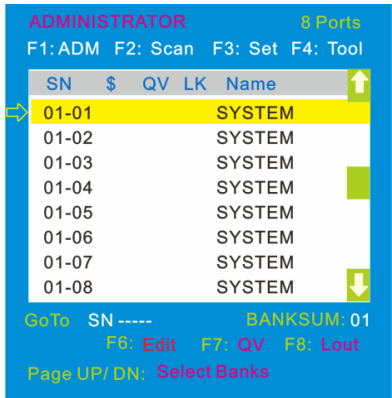 ADMINISTRATOR 8 Ports
F1: ADM F2: Scan F3: Set F4: Tool
SN $ QV LK Name
01-01 SYSTEM
01-02 SYSTEM
01-03 SYSTEM
01-04 SYSTEM
01-05 SYSTEM
01-06 SYSTEM
01-07 SYSTEM
01-08 SYSTEM
GoTo SN ----- BANKSUM: 01
F6: Edit F7: QV F8: Lout
Page UP/ DN: Select Banks